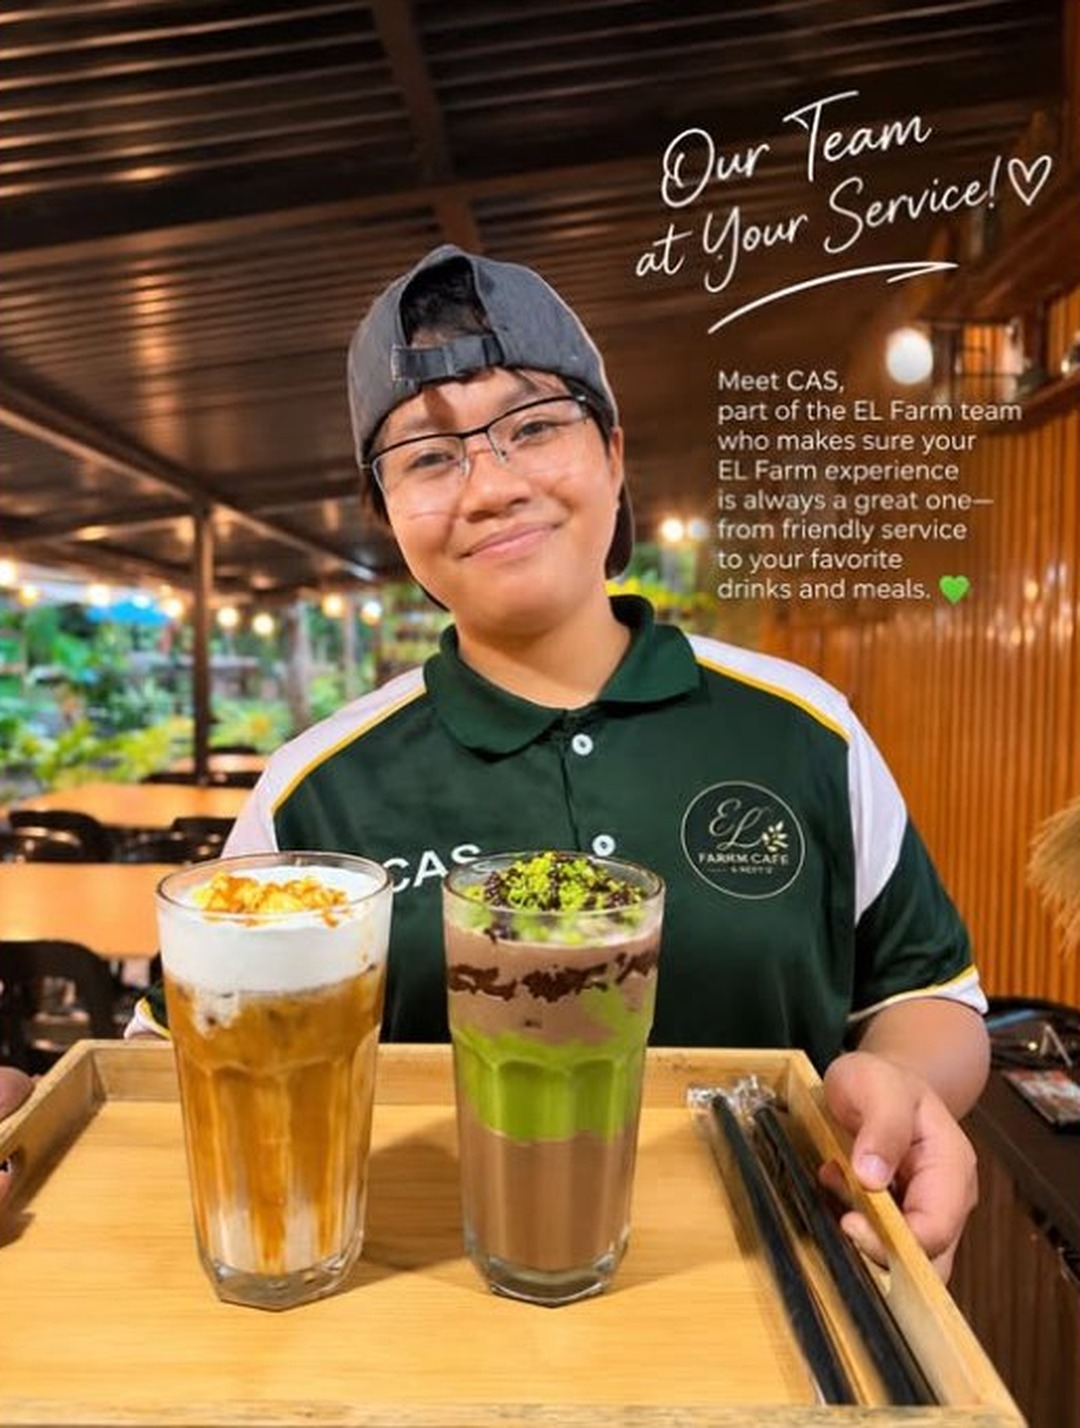 Our Team
at Your Service!♡
Meet CAS,
part of the EL Farm team
who makes sure your
EL Farm experience
is always a great one—
from friendly service
to your favorite
drinks and meals. 💚
CAS
EL
FARHM CAFE